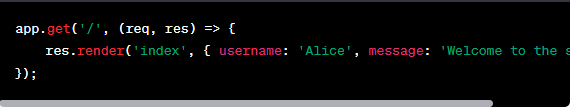 app.get('/', (req, res) => {
    res.render('index', { username: 'Alice', message: 'Welcome to the
});